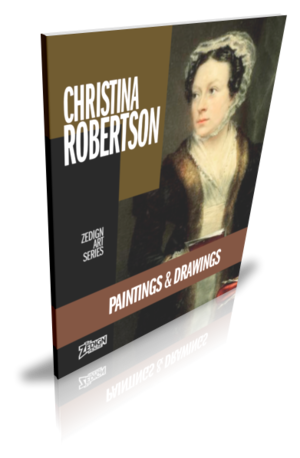 CHRISTINA
ROBERTSON
ZEDIGN
ART
SERIES
PAINTINGS & DRAWINGS
ZEDIGN